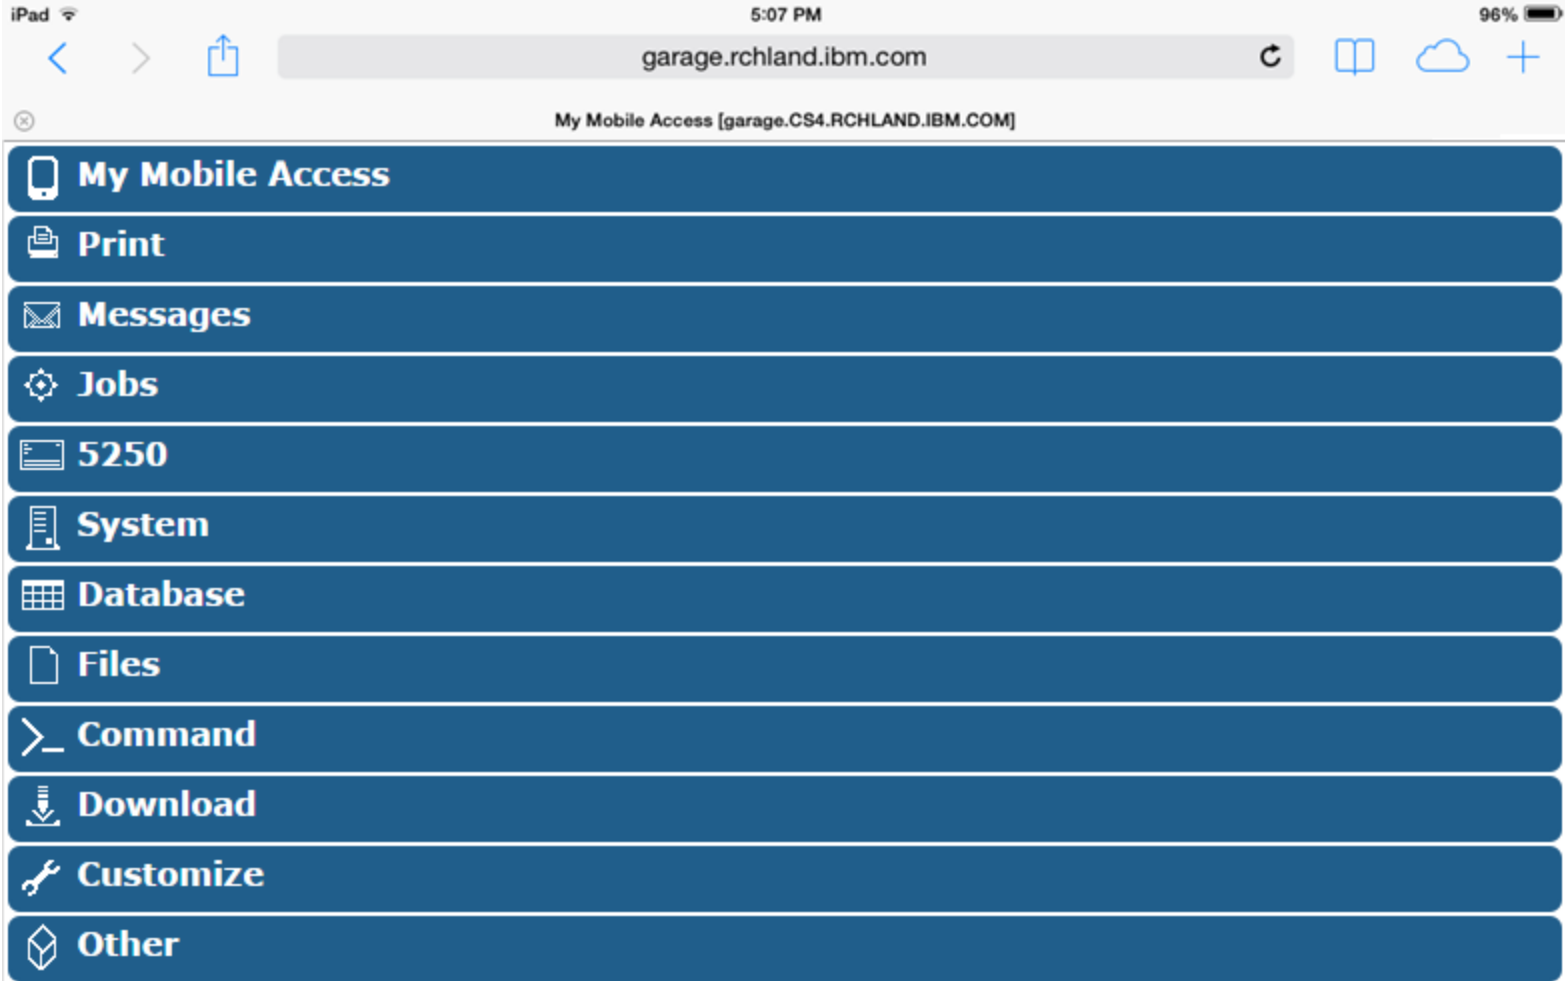 iPad 5:07 PM 96%
garage.rchland.ibm.com
My Mobile Access [garage.CS4.RCHLAND.IBM.COM]
My Mobile Access
Print
Messages
Jobs
5250
System
Database
Files
Command
Download
Customize
Other